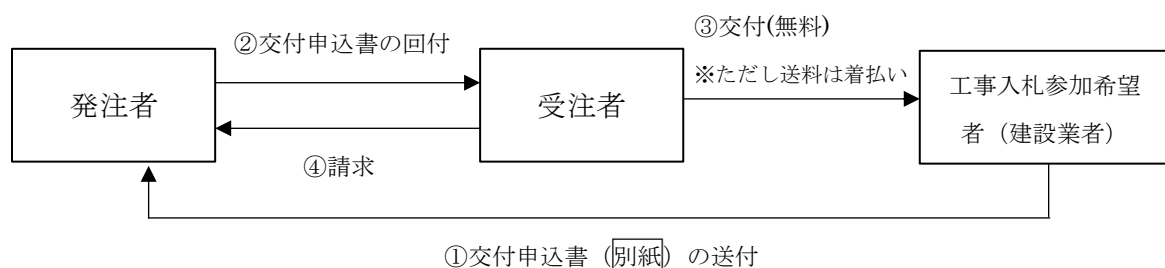 ③交付(無料)
②交付申込書の回付
※ただし送料は着払い
発注者
受注者
工事入札参加希望
者（建設業者）
④請求
①交付申込書（別紙）の送付